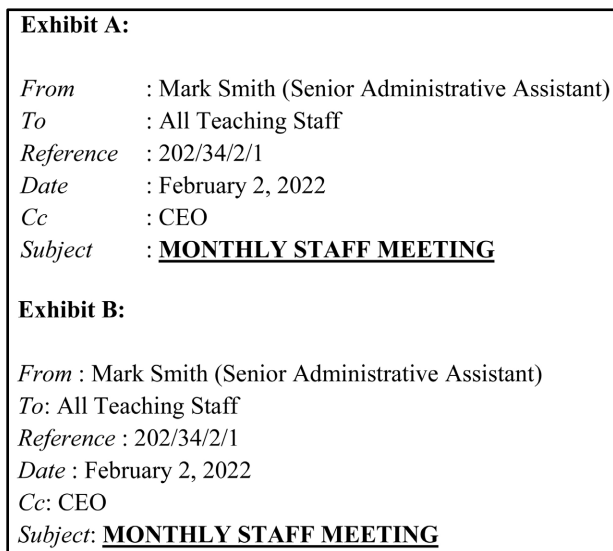 Exhibit A:
From : Mark Smith (Senior Administrative Assistant)
To : All Teaching Staff
Reference : 202/34/2/1
Date : February 2, 2022
Cc : CEO
Subject : MONTHLY STAFF MEETING
Exhibit B:
From : Mark Smith (Senior Administrative Assistant)
To: All Teaching Staff
Reference : 202/34/2/1
Date : February 2, 2022
Cc: CEO
Subject: MONTHLY STAFF MEETING